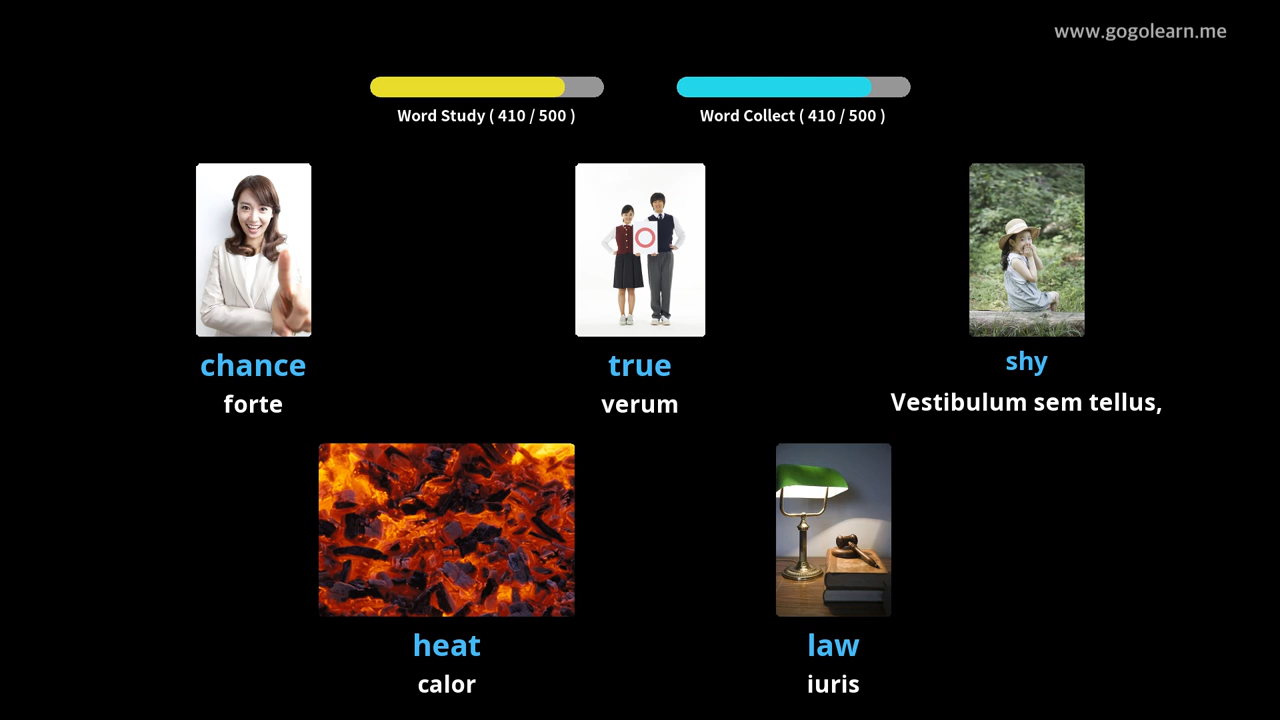 www.gogolearn.me
Word Study ( 410 / 500 )
Word Collect ( 410 / 500 )
chance
forte
true
verum
shy
Vestibulum sem tellus,
heat
calor
law
iuris